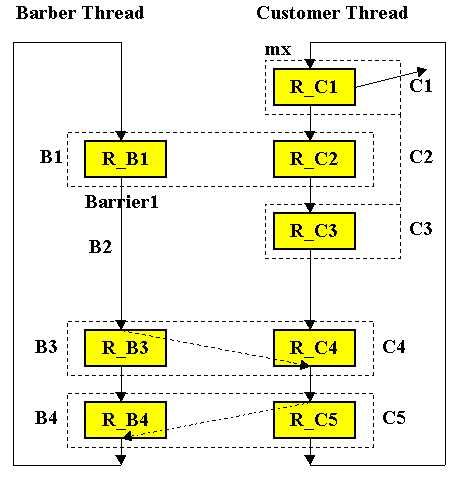 Barber Thread Customer Thread
mx
R_C1 C1
B1 R_B1 R_C2 C2
Barrier1
R_C3 C3
B2
B3 R_B3 R_C4 C4
B4 R_B4 R_C5 C5